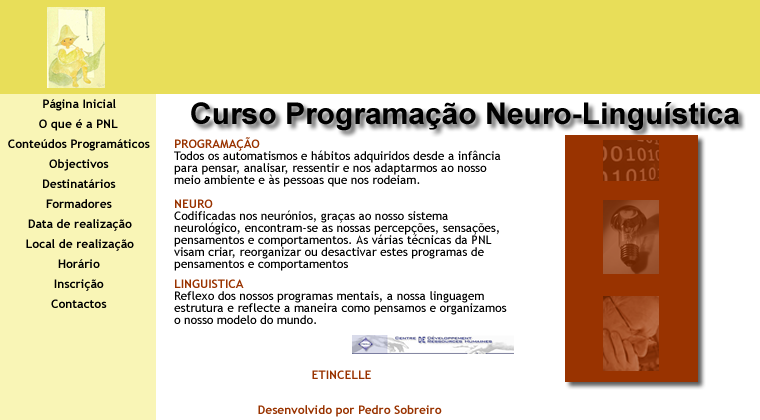 Página Inicial
O que é a PNL
Conteúdos Programáticos
Objectivos
Destinatários
Formadores
Data de realização
Local de realização
Horário
Inscrição
Contactos
Curso Programação Neuro-Linguística
PROGRAMAÇÃO
Todos os automatismos e hábitos adquiridos desde a infância
para pensar, analisar, ressentir e nos adaptarmos ao nosso
meio ambiente e às pessoas que nos rodeiam.
NEURO
Codificadas nos neurónios, graças ao nosso sistema
neurológico, encontram-se as nossas percepções, sensações,
pensamentos e comportamentos. As várias técnicas da PNL
visam criar, reorganizar ou desactivar estes programas de
pensamentos e comportamentos
LINGUISTICA
Reflexo dos nossos programas mentais, a nossa linguagem
estrutura e reflecte a maneira como pensamos e organizamos
o nosso modelo do mundo.
Centre de Développement
Ressources Humaines
ETINCELLE
Desenvolvido por Pedro Sobreiro